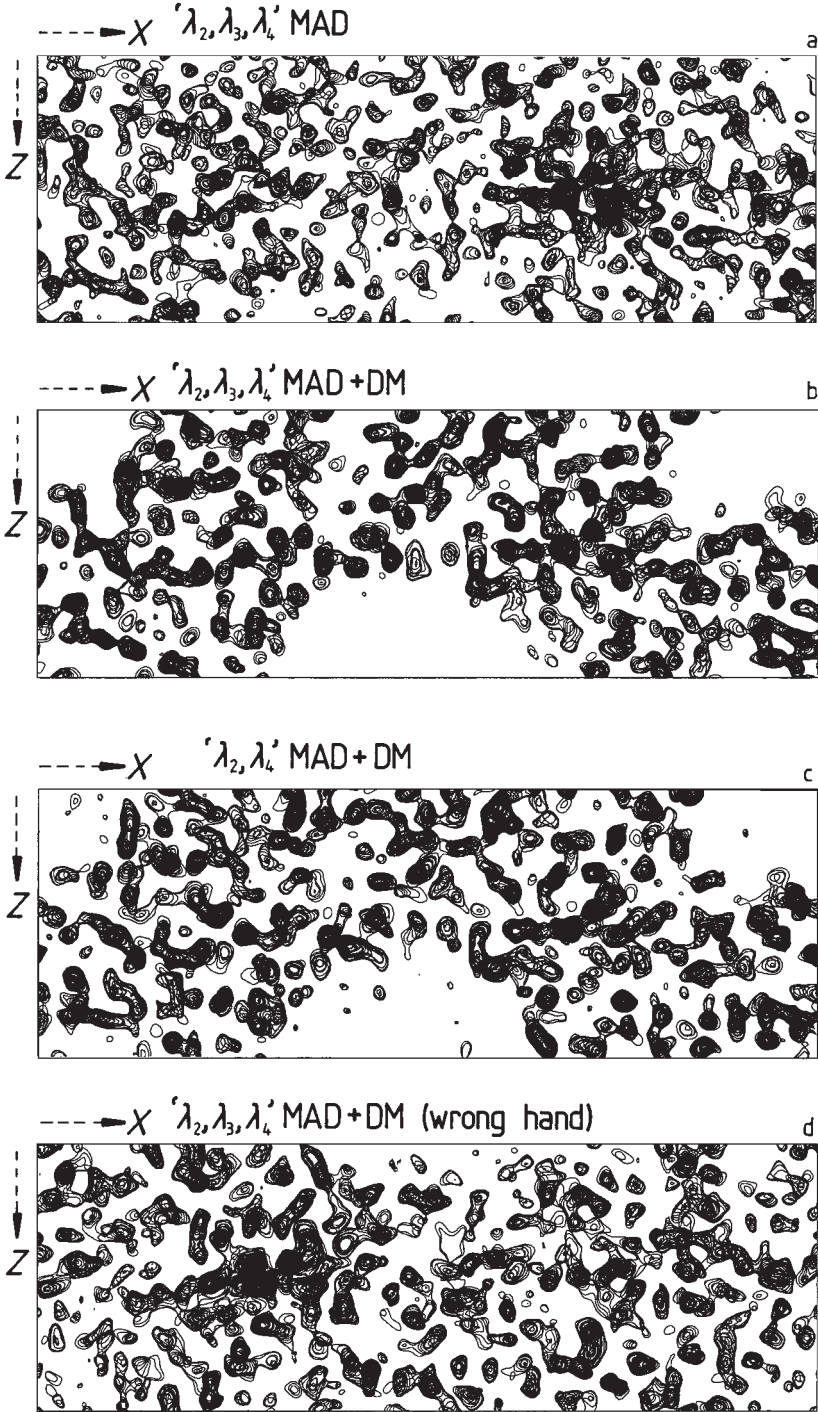 X 'λ₂, λ₃, λ₄' MAD a
Z
X 'λ₂, λ₃, λ₄' MAD+DM b
Z
X 'λ₂, λ₄' MAD+DM c
Z
X 'λ₂, λ₃, λ₄' MAD+DM (wrong hand) d
Z